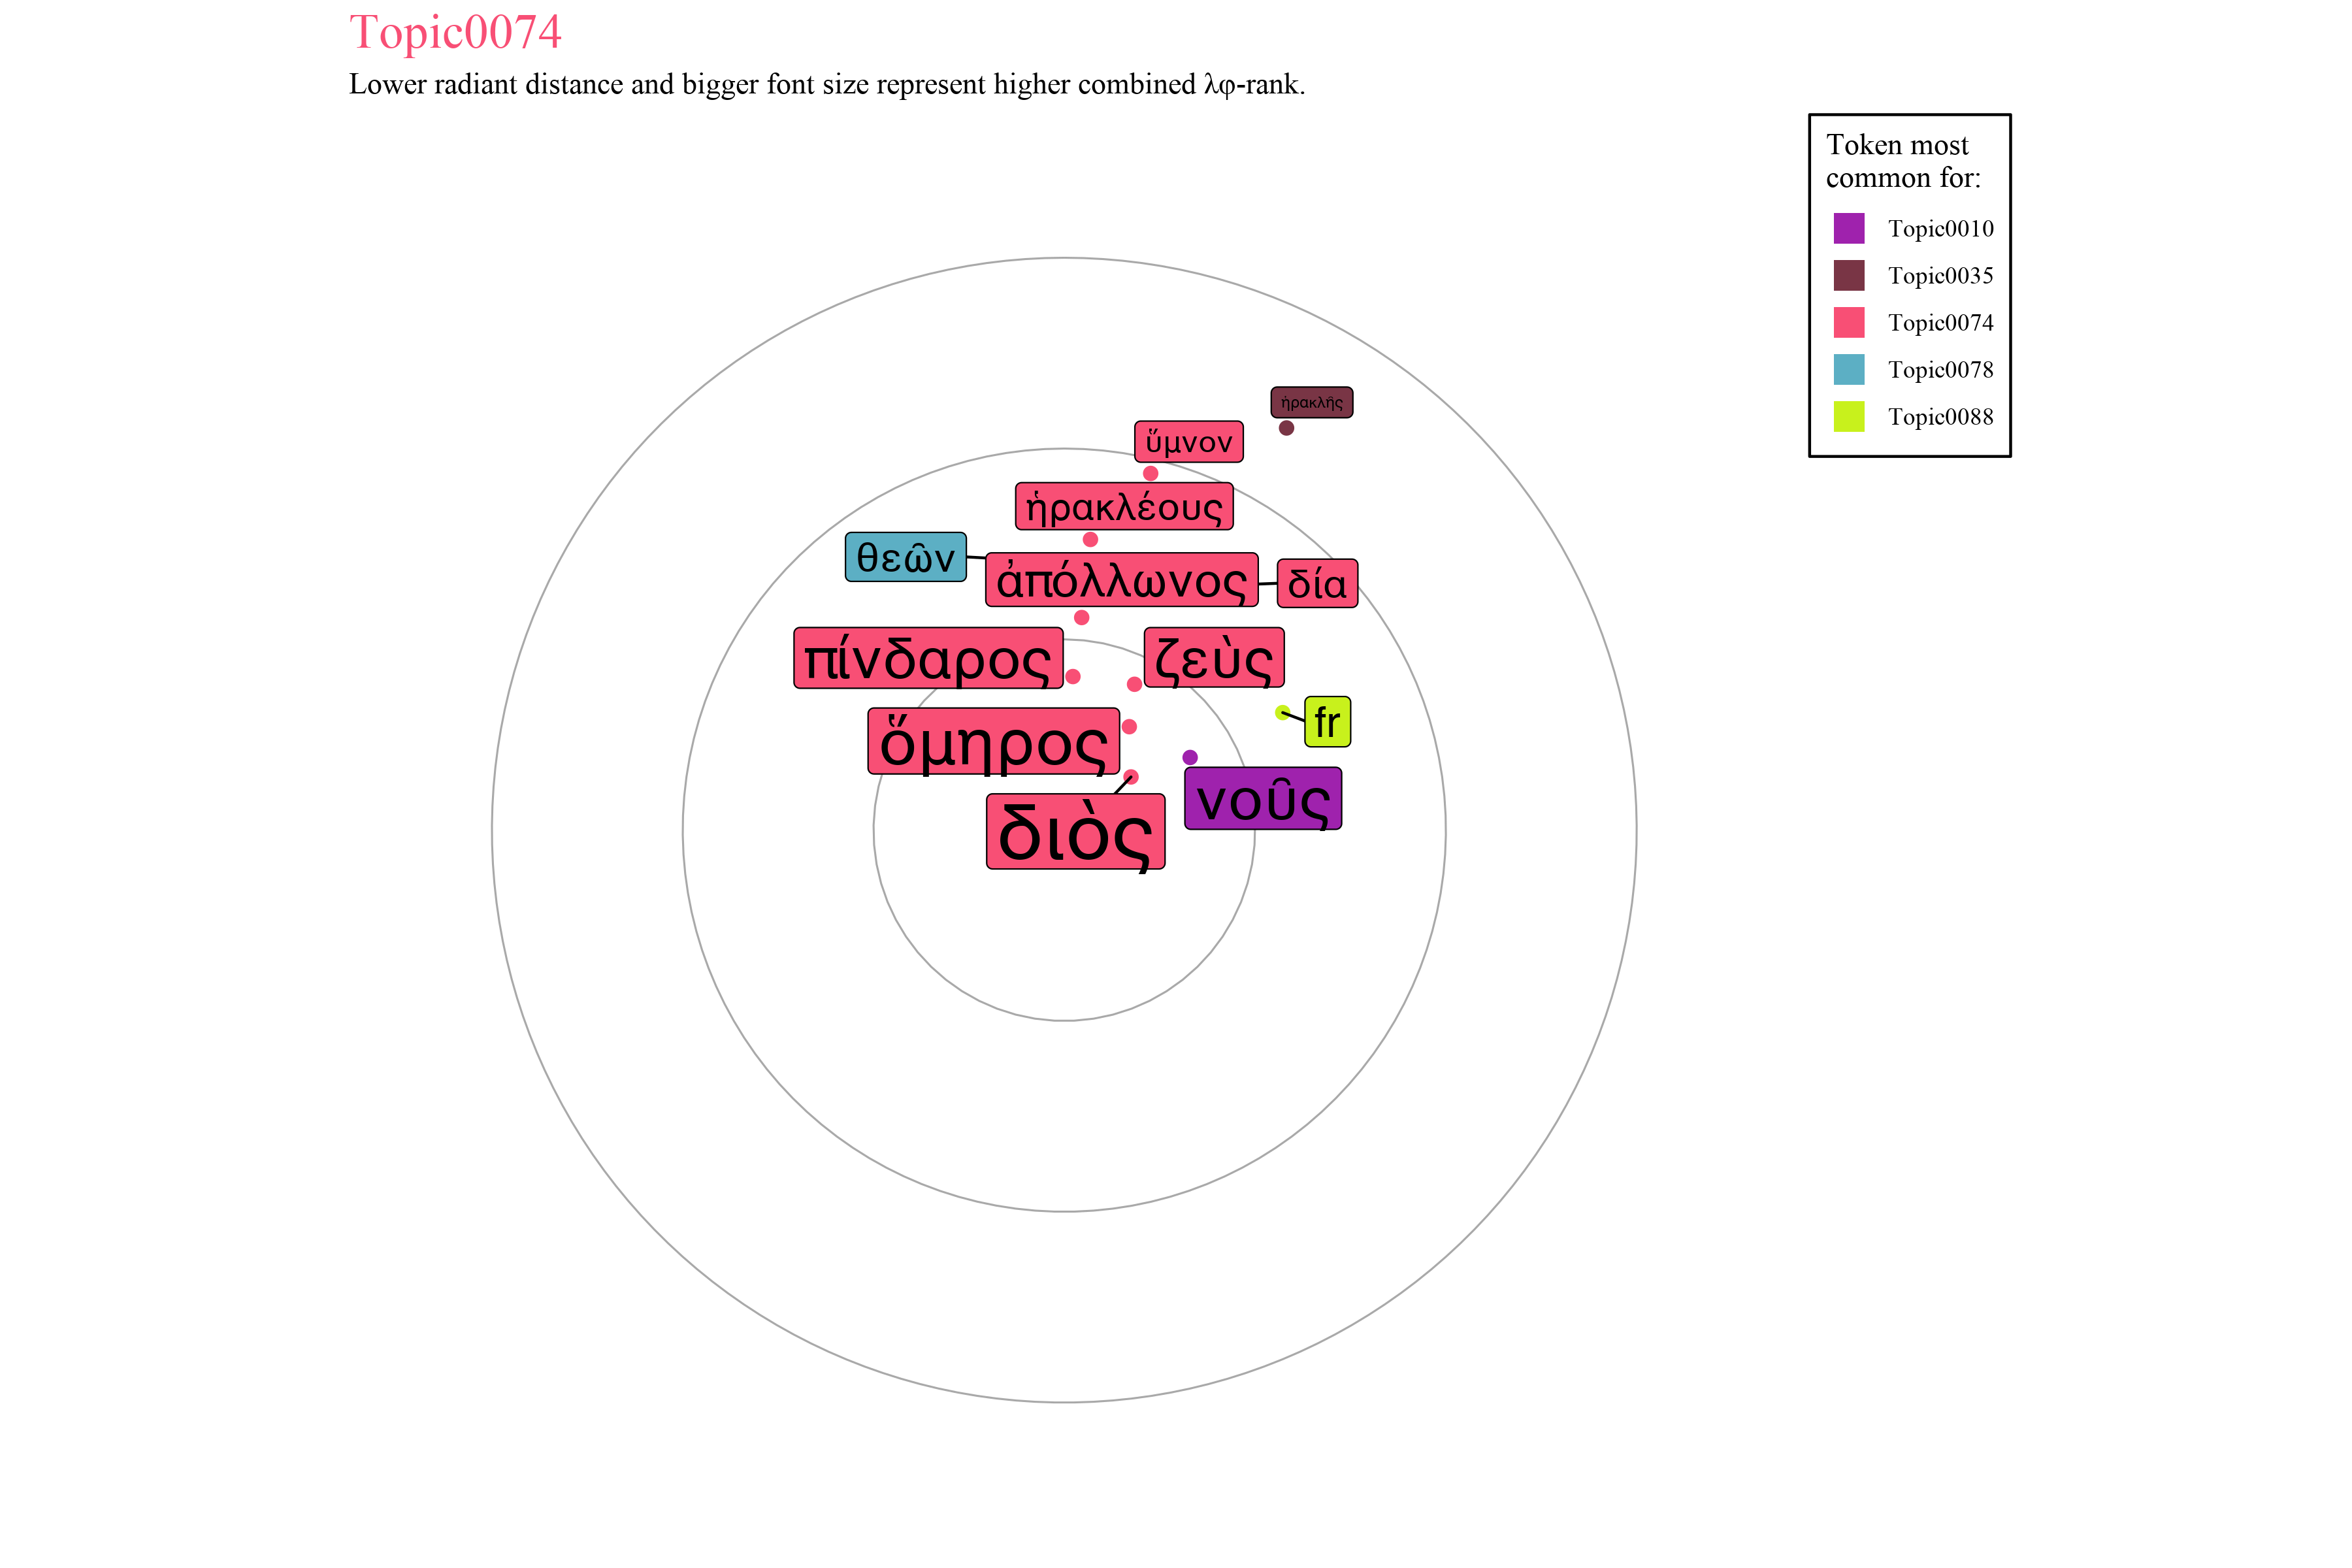 Topic0074
Lower radiant distance and bigger font size represent higher combined λφ-rank.
Token most
common for:
Topic0010
Topic0035
Topic0074
Topic0078
Topic0088
ἡρακλῆς
ὕμνον
ἡρακλέους
θεῶν
ἀπόλλωνος
δία
πίνδαρος
ζεὺς
fr
ὅμηρος
νοῦς
διὸς